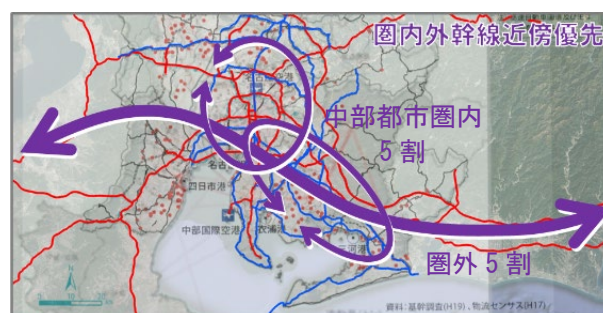 圏内外幹線近傍優先
名古屋港
中部都市圏内
5割
四日市港
中部国際空港
衣浦港
三河港
圏外5割
資料:基幹調査(H19)、物流センサス(H17)